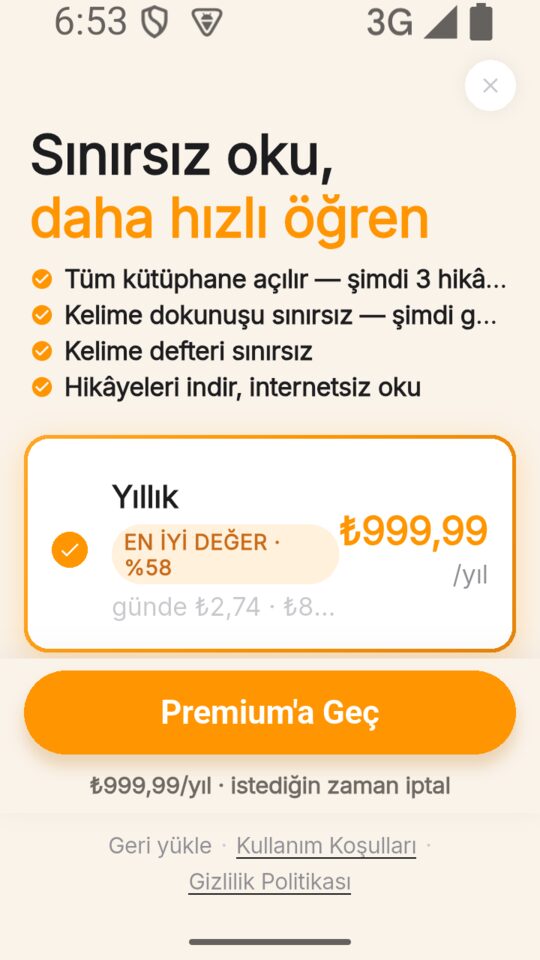 6:53 3G
Sınırsız oku,
daha hızlı öğren
Tüm kütüphane açılır — şimdi 3 hikâ...
Kelime dokunuşu sınırsız — şimdi g...
Kelime defteri sınırsız
Hikâyeleri indir, internetsiz oku
Yıllık
EN İYİ DEĞER ·
%58
günde ₺2,74 · ₺8...
₺999,99
/yıl
Premium'a Geç
₺999,99/yıl · istediğin zaman iptal
Geri yükle · Kullanım Koşulları ·
Gizlilik Politikası